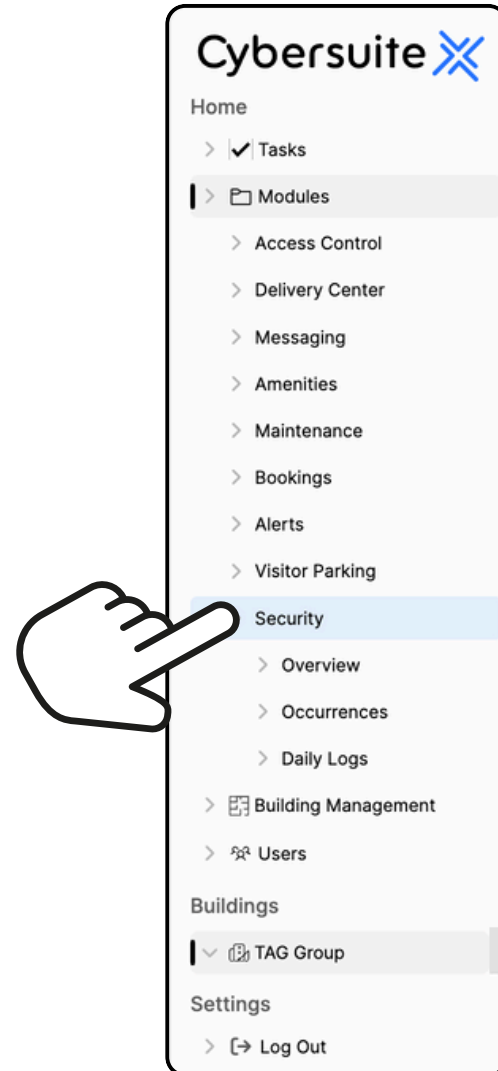 Cybersuite
Home
Tasks
Modules
Access Control
Delivery Center
Messaging
Amenities
Maintenance
Bookings
Alerts
Visitor Parking
Security
Overview
Occurrences
Daily Logs
Building Management
Users
Buildings
TAG Group
Settings
Log Out